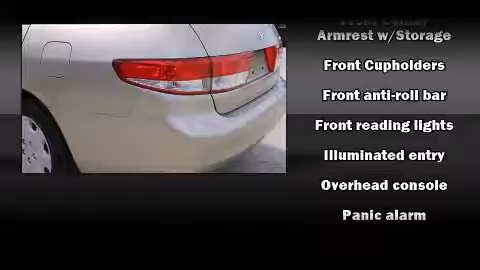 Armrest w/Storage
Front Cupholders
Front anti-roll bar
Front reading lights
Illuminated entry
Overhead console
Panic alarm